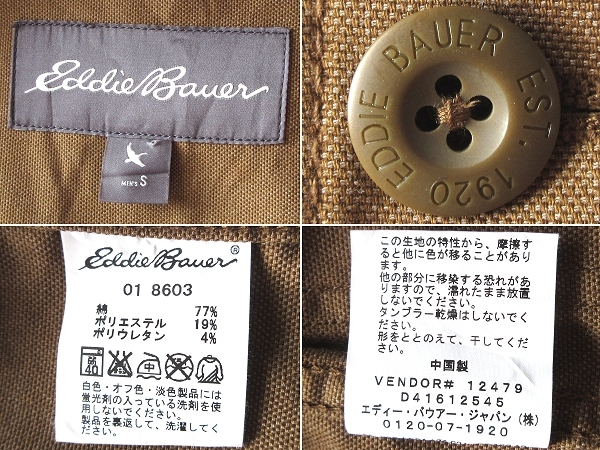 Eddie Bauer
MEN'S S
EDDIE BAUER EST. 1920
Eddie Bauer®
01 8603
綿 77%
ポリエステル 19%
ポリウレタン 4%
40
白色・オフ色・淡色製品には
蛍光剤の入っている洗剤を使
用しないでください。
製品を裏返して、洗濯してく
ださい。
この生地の特性から、摩擦す
ると他に色が移ることがあり
ます。
他の部分に移染する恐れがあ
りますので、濡れたまま放置
しないでください。
タンブラー乾燥はしないでく
ださい。
形をととのえて、干してくだ
さい。
中国製
VENDOR# 12479
D41612545
エディー・バウアー・ジャパン(株)
0120-07-1920